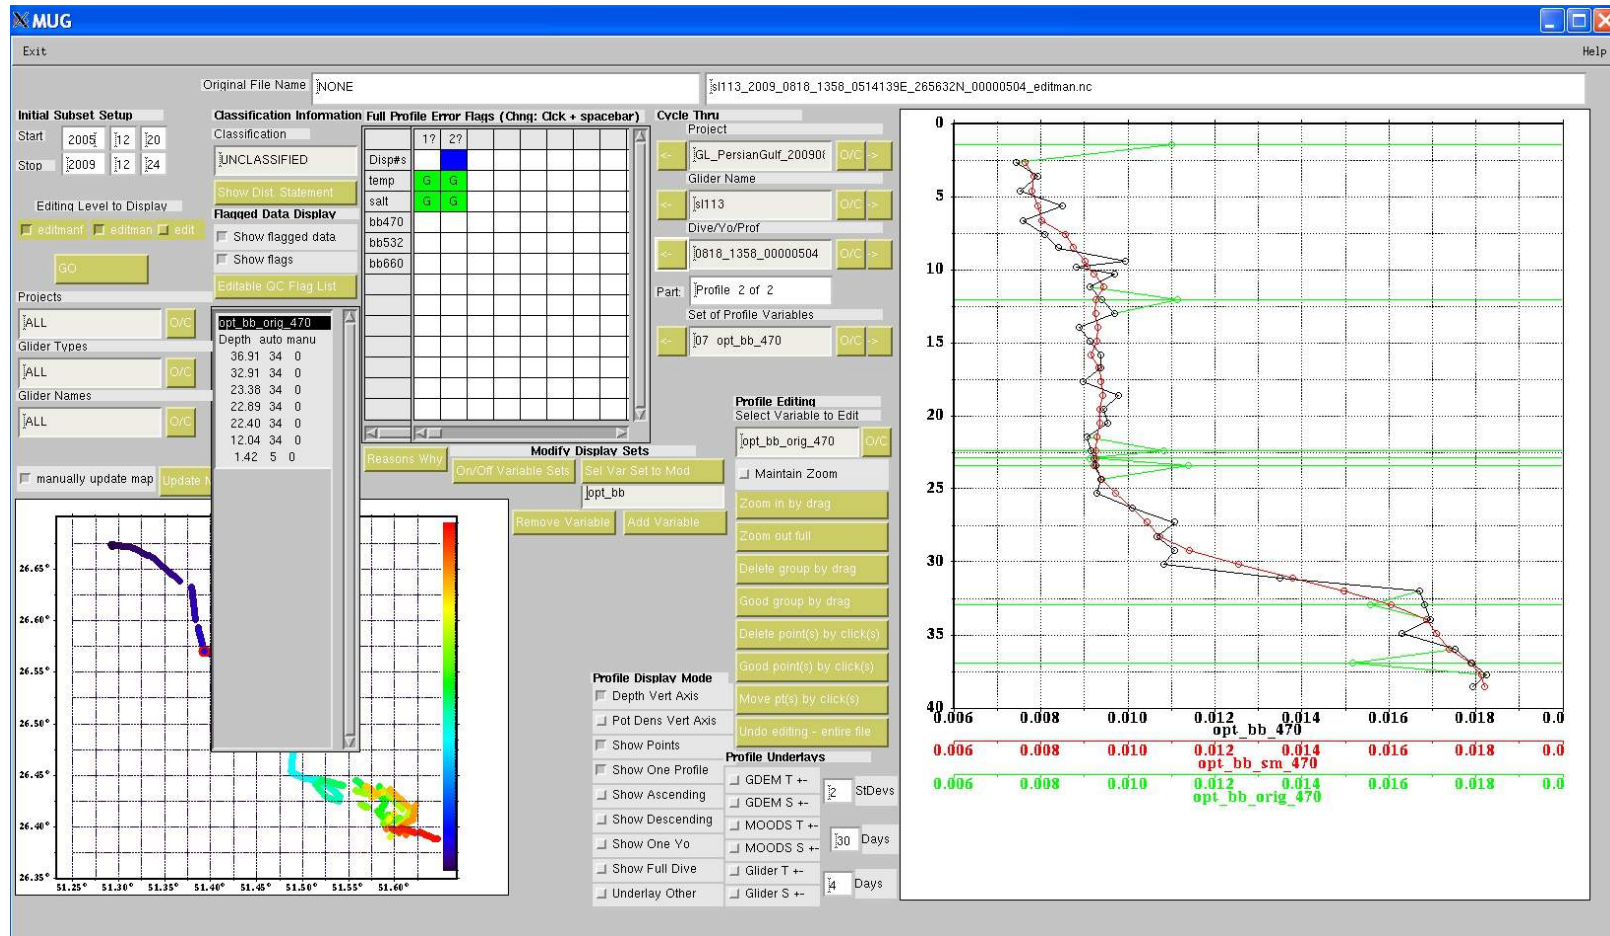 MUG
Exit
Help
Original File Name
NONE
sl113_2009_0818_1358_0514139E_265632N_00000504_editman.nc
Initial Subset Setup
Start 2005 12 20
Stop 2009 12 24
Editing Level to Display
editmanf editman edit
GO
Projects
ALL O/C
Glider Types
ALL O/C
Glider Names
ALL O/C
manually update map
Classification Information
Classification
UNCLASSIFIED
Show Dist. Statement
Flagged Data Display
Show flagged data
Show flags
Editable QC Flag List
opt_bb_orig_470
Depth auto manu
36.91 34 0
32.91 34 0
23.38 34 0
22.89 34 0
22.40 34 0
12.04 34 0
1.42 5 0
Full Profile Error Flags (Chng: Clck + spacebar)
1? 2?
Disp#s
temp G G
salt G G
bb470
bb532
bb660
Reasons Why
Modify Display Sets
On/Off Variable Sets
Sel Var Set to Mod
opt_bb
Remove Variable
Add Variable
Cycle Thru
Project
<- GL_PersianGulf_20090 O/C ->
Glider Name
<- sl113 O/C ->
Dive/Yo/Prof
<- 0818_1358_00000504 O/C ->
Part: Profile 2 of 2
Set of Profile Variables
<- 07 opt_bb_470 O/C ->
Profile Editing
Select Variable to Edit
opt_bb_orig_470 O/C
Maintain Zoom
Zoom in by drag
Zoom out full
Delete group by drag
Good group by drag
Delete point(s) by click(s)
Good point(s) by click(s)
Move pt(s) by click(s)
Undo editing - entire file
Profile Display Mode
Depth Vert Axis
Pot Dens Vert Axis
Show Points
Show One Profile
Show Ascending
Show Descending
Show One Yo
Show Full Dive
Underlay Other
Profile Underlays
GDEM T +-
GDEM S +-
2 StDevs
MOODS T +-
MOODS S +-
30 Days
Glider T +-
Glider S +-
4 Days
26.65°
26.60°
26.55°
26.50°
26.45°
26.40°
26.35°
51.25° 51.30° 51.35° 51.40° 51.45° 51.50° 51.55° 51.60°
0
5
10
15
20
25
30
35
40
0.006 0.008 0.010 0.012 0.014 0.016 0.018 0.0
opt_bb_470
0.006 0.008 0.010 0.012 0.014 0.016 0.018 0.0
opt_bb_sm_470
0.006 0.008 0.010 0.012 0.014 0.016 0.018 0.0
opt_bb_orig_470